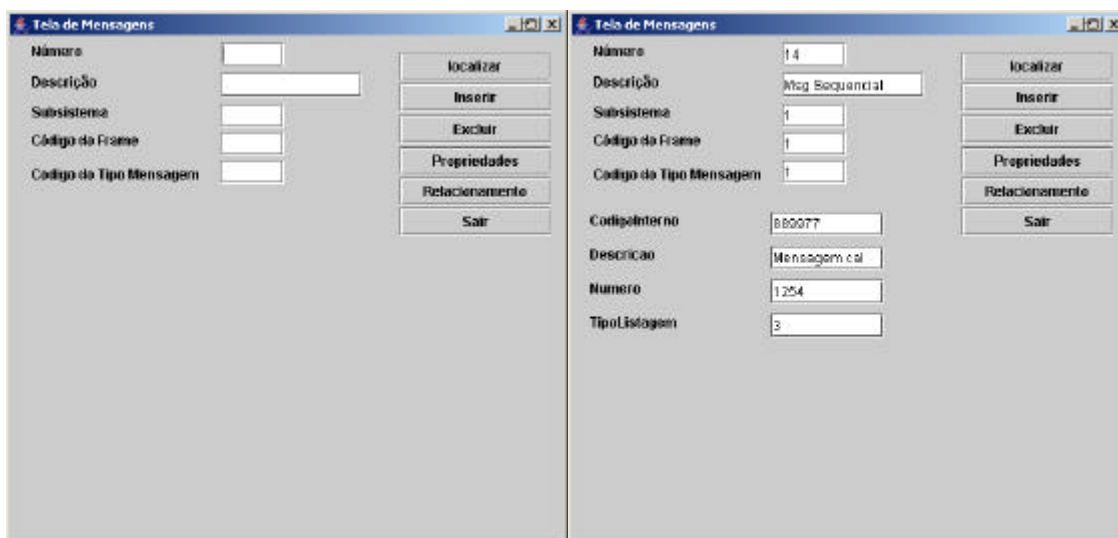 Tela de Mensagens
Número
Descrição
Subsistema
Código do Frame
Codigo do Tipo Mensagem
localizar
Inserir
Excluir
Propriedades
Relacionamento
Sair
Tela de Mensagens
Número 14
Descrição Msg Sequencial
Subsistema 1
Código do Frame 1
Codigo do Tipo Mensagem 1
CodigoInterno 889977
Descricao Mensagem cal
Numero 1254
TipoListagem 3
localizar
Inserir
Excluir
Propriedades
Relacionamento
Sair